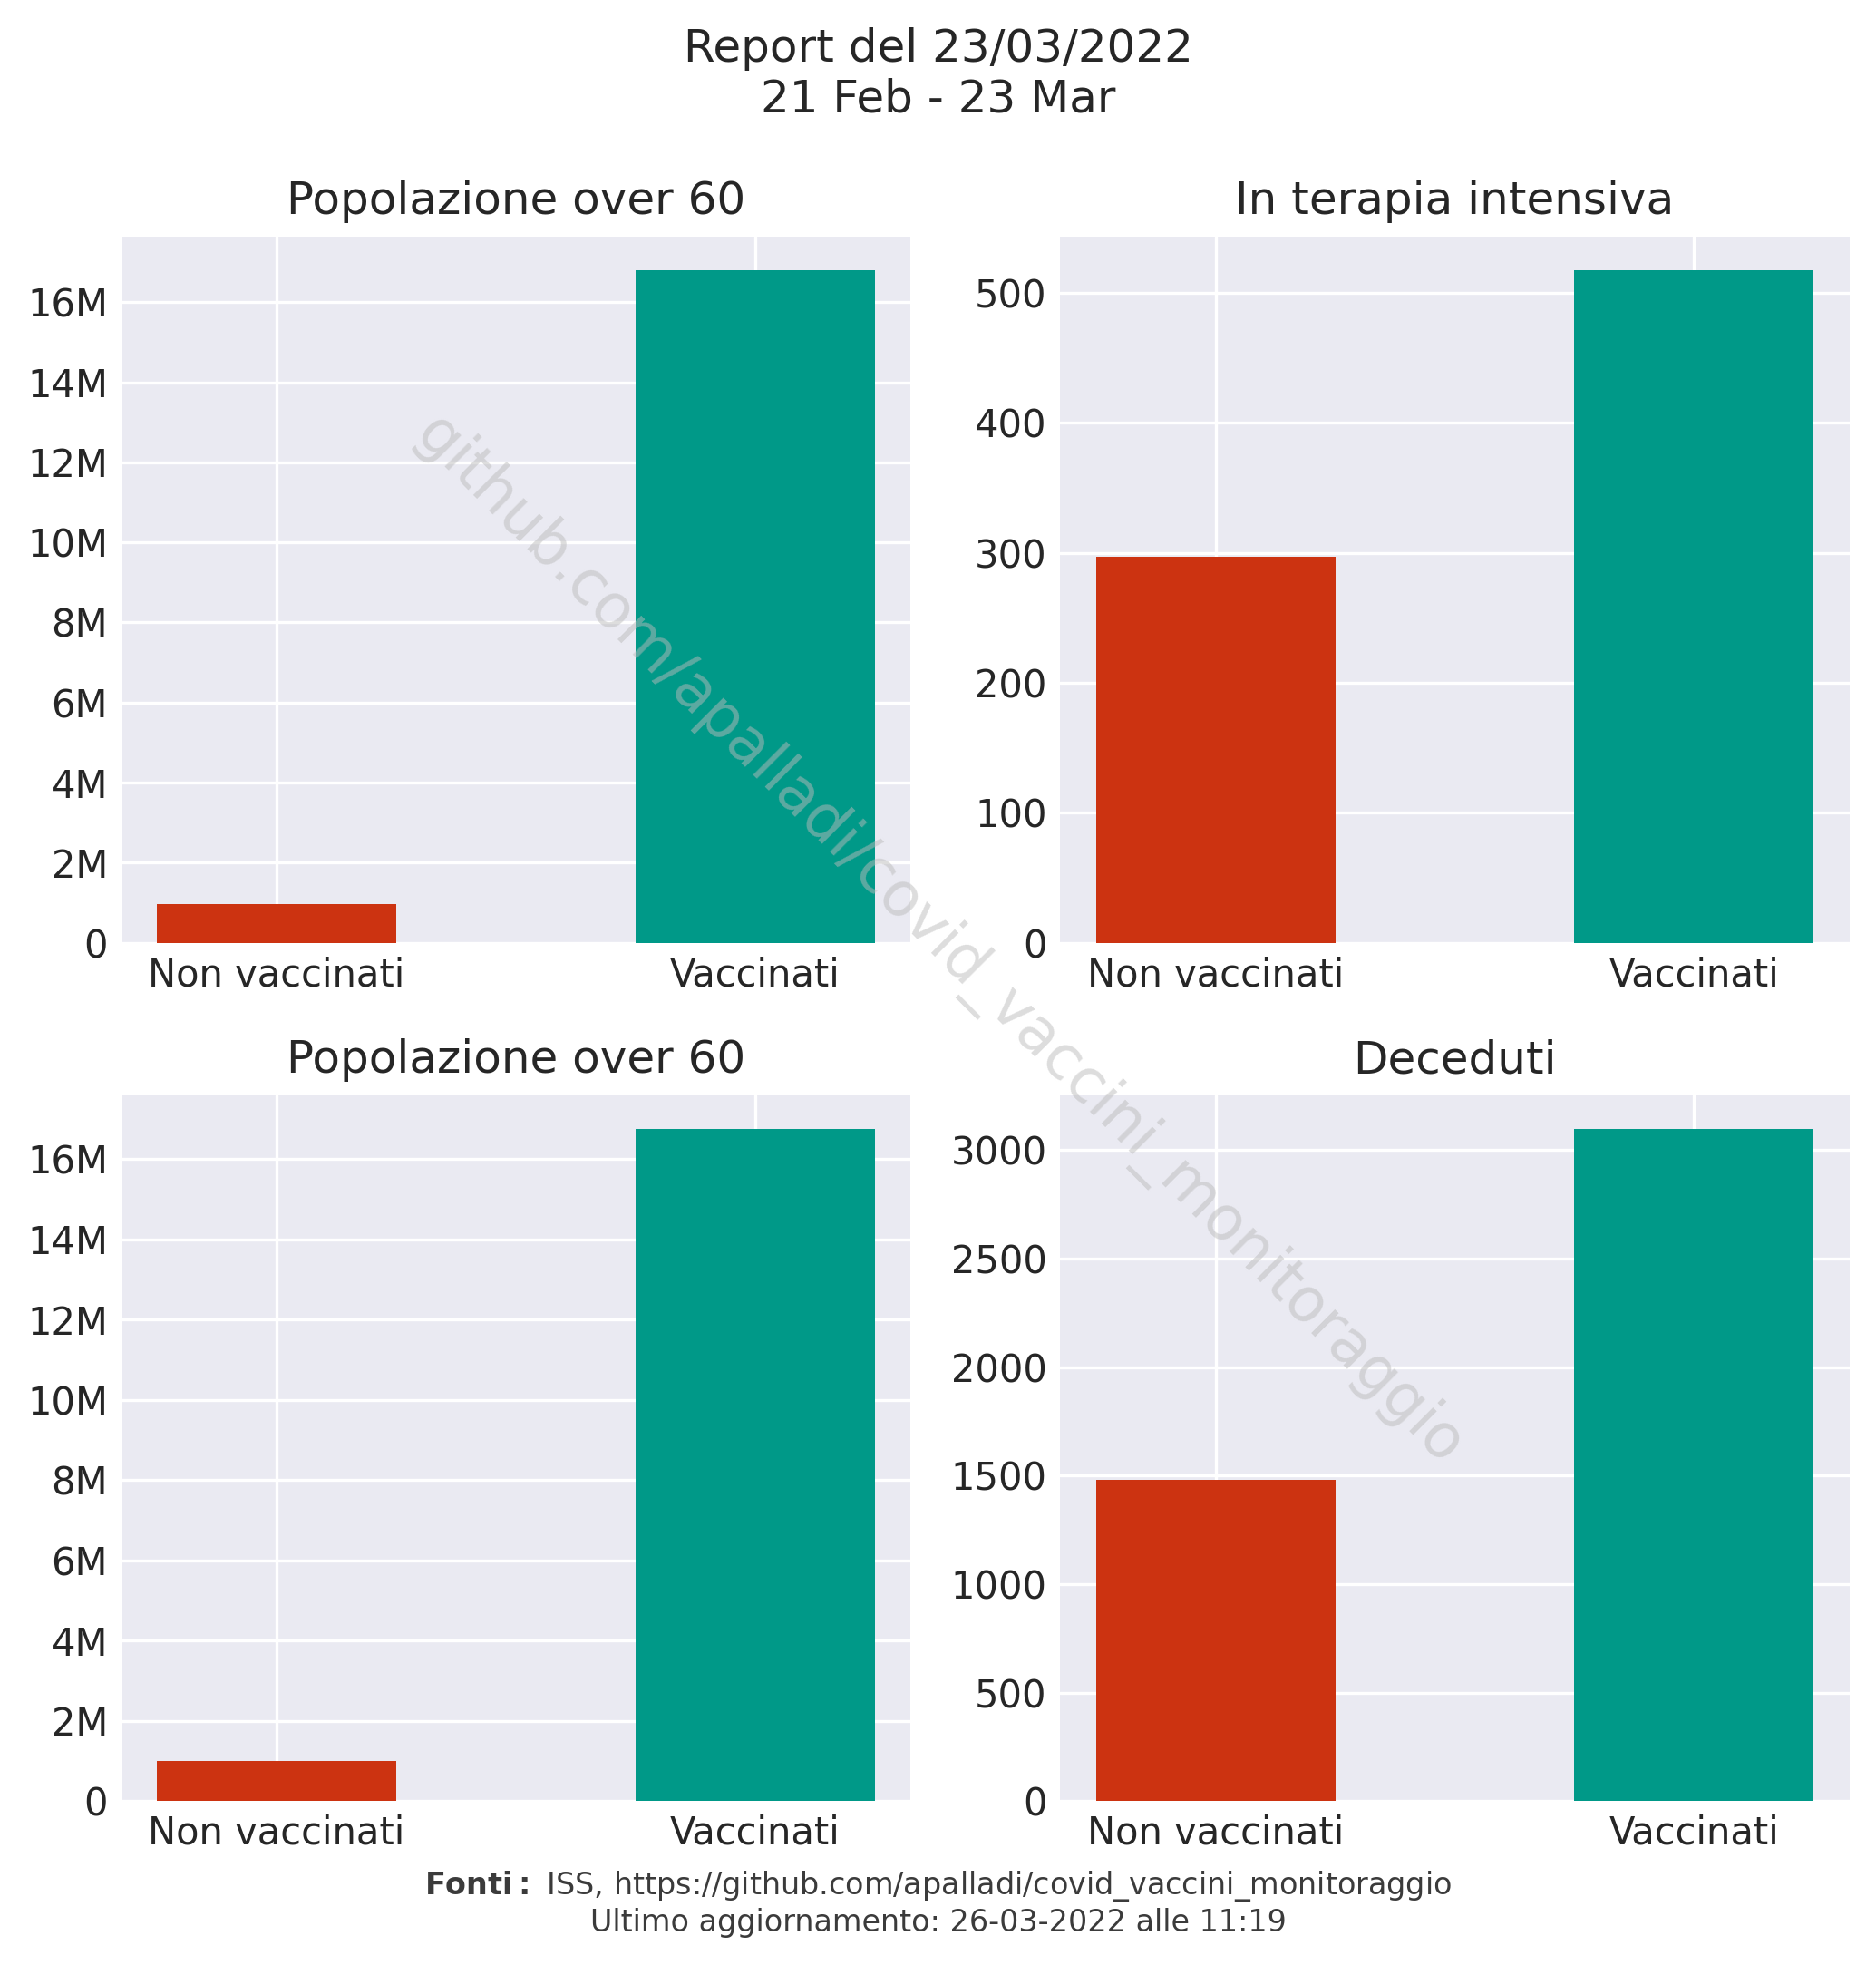 Report del 23/03/2022
21 Feb - 23 Mar
Popolazione over 60
16M
14M
12M
10M
8M
6M
4M
2M
0
Non vaccinati
Vaccinati
In terapia intensiva
500
400
300
200
100
0
Non vaccinati
Vaccinati
Popolazione over 60
16M
14M
12M
10M
8M
6M
4M
2M
0
Non vaccinati
Vaccinati
Deceduti
3000
2500
2000
1500
1000
500
0
Non vaccinati
Vaccinati
github.com/apalladi/covid_vaccini_monitoraggio
Fonti: ISS, https://github.com/apalladi/covid_vaccini_monitoraggio
Ultimo aggiornamento: 26-03-2022 alle 11:19